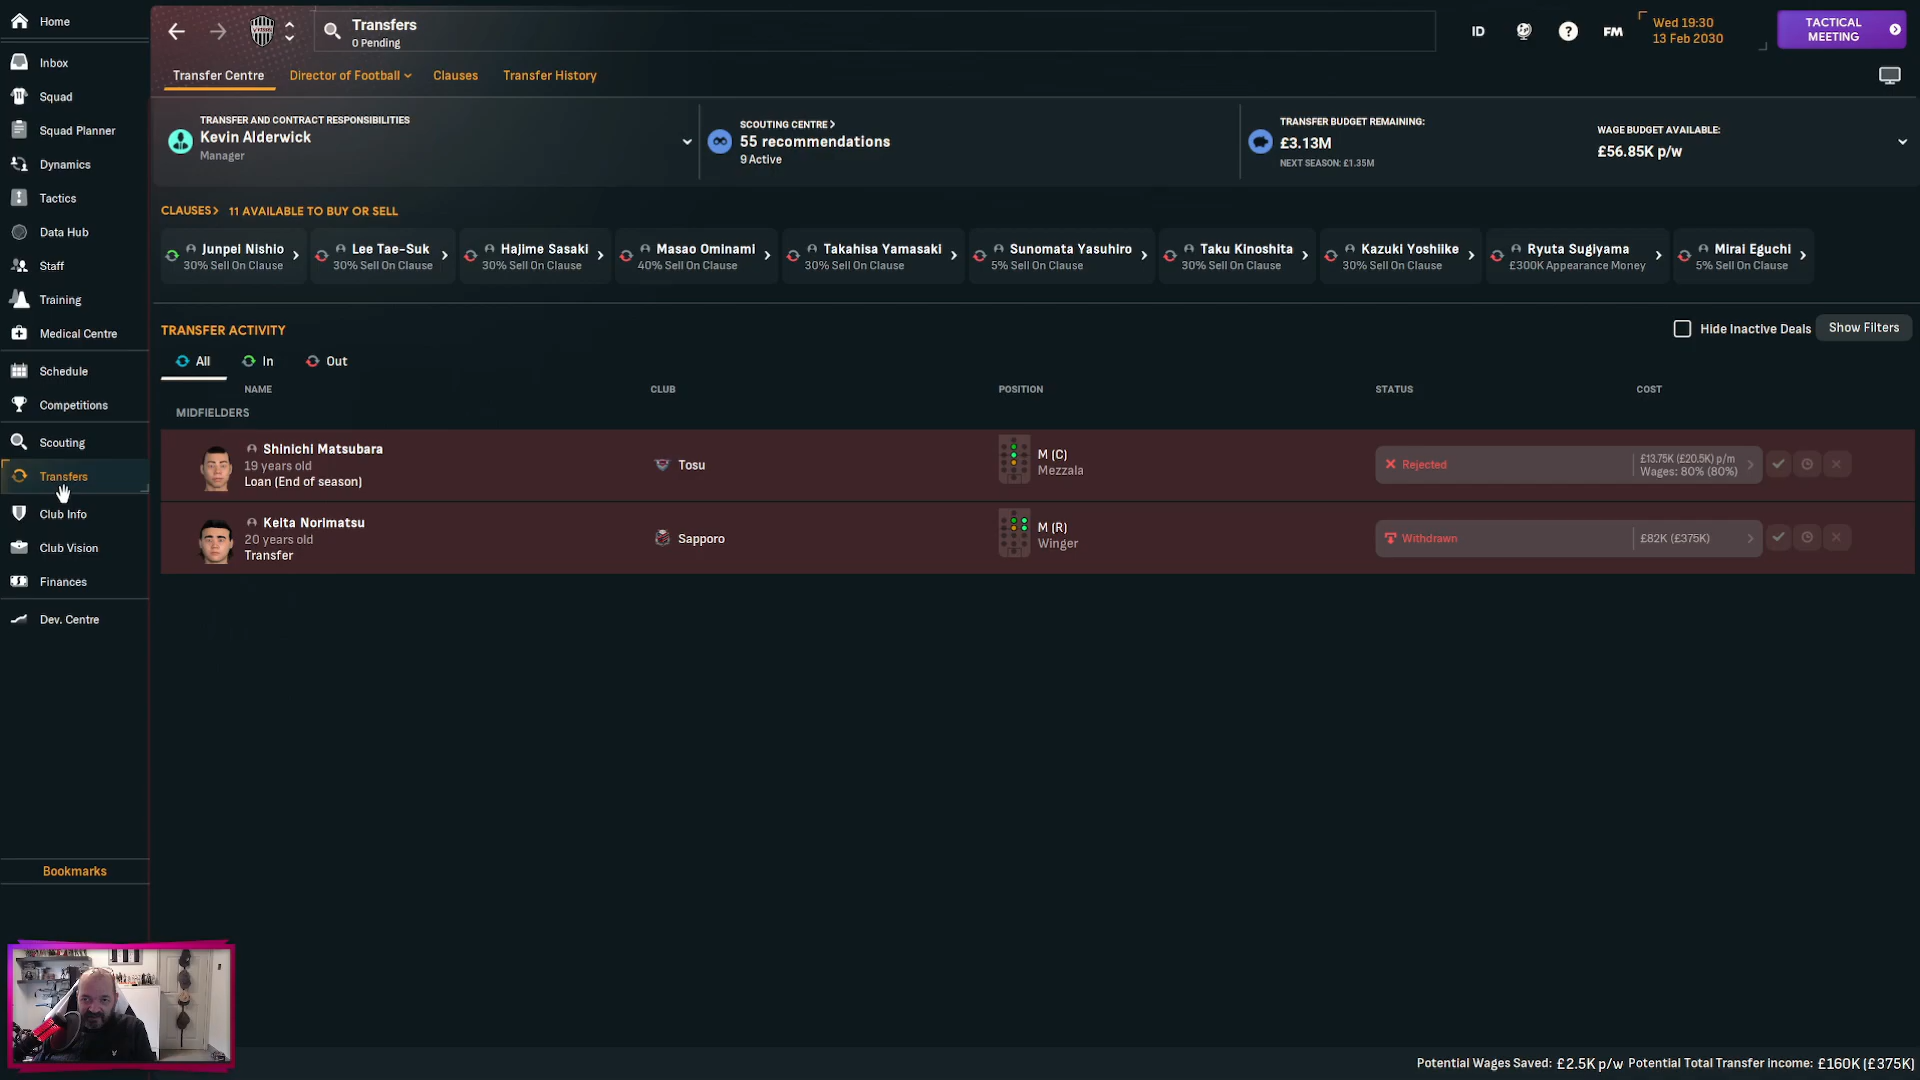 Home
Inbox
Squad
Squad Planner
Dynamics
Tactics
Data Hub
Staff
Training
Medical Centre
Schedule
Competitions
Scouting
Transfers
Club Info
Club Vision
Finances
Dev. Centre
Bookmarks
Transfers
0 Pending
ID
?
FM
Wed 19:30
13 Feb 2030
TACTICAL
MEETING
Transfer Centre
Director of Football
Clauses
Transfer History
TRANSFER AND CONTRACT RESPONSIBILITIES
Kevin Alderwick
Manager
SCOUTING CENTRE >
55 recommendations
9 Active
TRANSFER BUDGET REMAINING:
£3.13M
NEXT SEASON: £1.35M
WAGE BUDGET AVAILABLE:
£56.85K p/w
CLAUSES > 11 AVAILABLE TO BUY OR SELL
Junpei Nishio
30% Sell On Clause
Lee Tae-Suk
30% Sell On Clause
Hajime Sasaki
30% Sell On Clause
Masao Ominami
40% Sell On Clause
Takahisa Yamasaki
30% Sell On Clause
Sunomata Yasuhiro
5% Sell On Clause
Taku Kinoshita
30% Sell On Clause
Kazuki Yoshiike
30% Sell On Clause
Ryuta Sugiyama
£300K Appearance Money
Mirai Eguchi
5% Sell On Clause
TRANSFER ACTIVITY
Hide Inactive Deals
Show Filters
All
In
Out
NAME CLUB POSITION STATUS COST
MIDFIELDERS
Shinichi Matsubara
19 years old
Loan (End of season)
Tosu
M (C)
Mezzala
Rejected
£13.75K (£20.5K) p/m
Wages: 80% (80%)
Keita Norimatsu
20 years old
Transfer
Sapporo
M (R)
Winger
Withdrawn
£82K (£375K)
Potential Wages Saved: £2.5K p/w Potential Total Transfer Income: £160K (£375K)